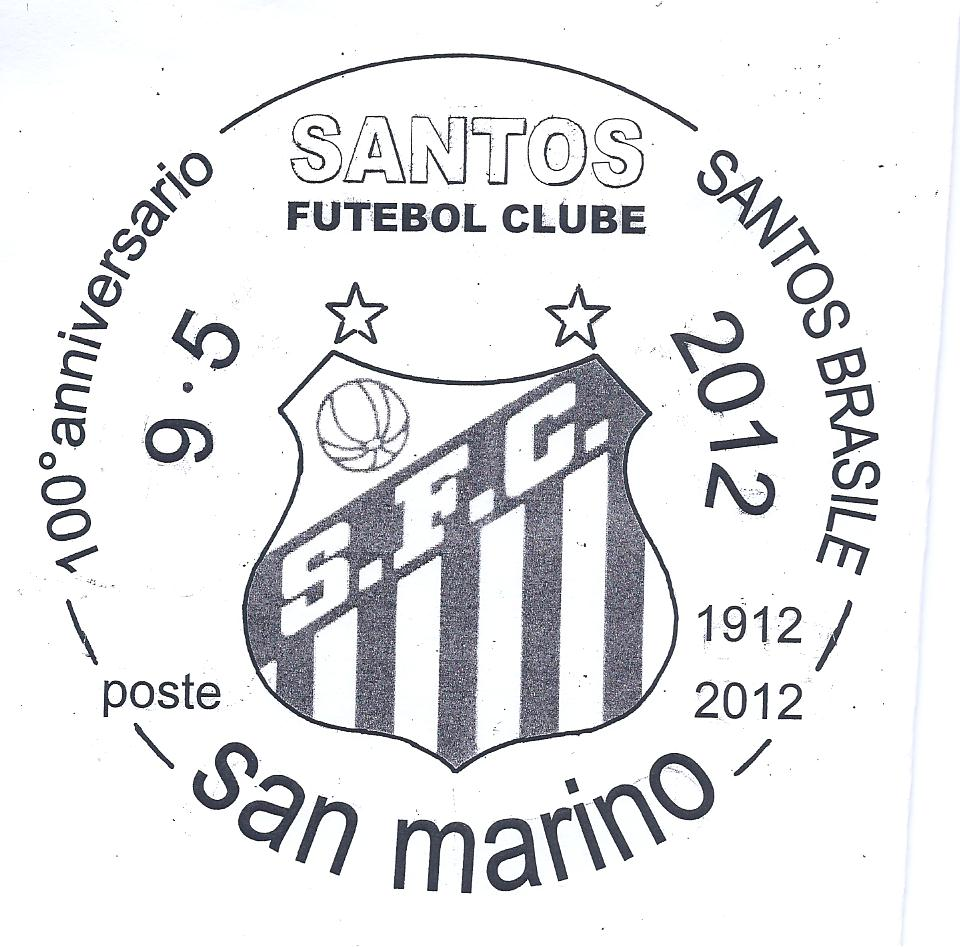 SANTOS
FUTEBOL CLUBE
100° anniversario
SANTOS BRASILE
9.5
2012
S.F.C.
1912
2012
poste
san marino